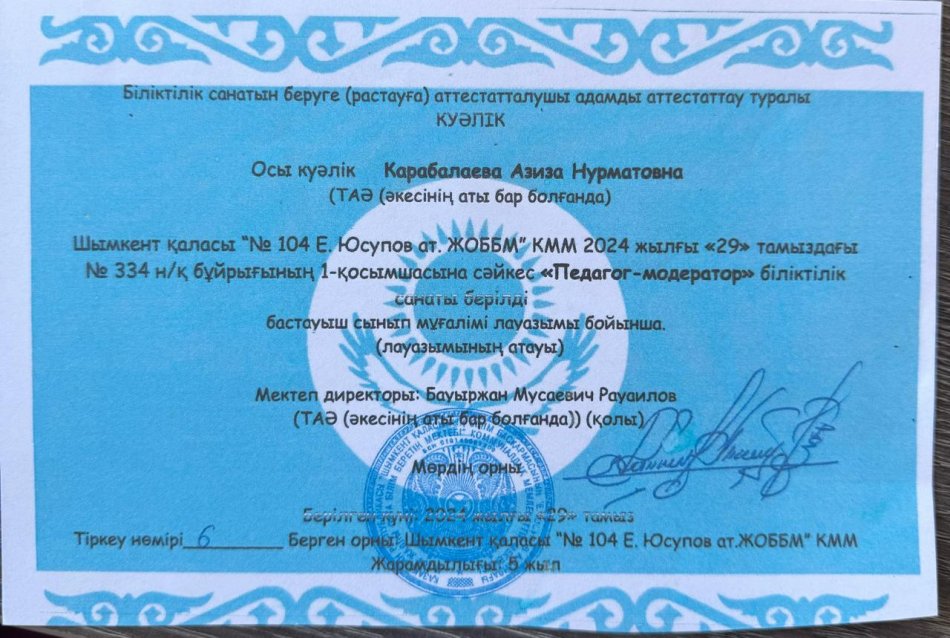 Біліктілік санатын беруге (растауға) аттестатталушы адамды аттестаттау туралы
КУӘЛІК
Осы куәлік Карабалаева Азиза Нурматовна
(ТАӘ (әкесінің аты бар болғанда)
Шымкент қаласы "№ 104 Е. Юсупов ат. ЖОББМ" КММ 2024 жылғы «29» тамыздағы
№ 334 н/қ бұйрығының 1-қосымшасына сәйкес «Педагог-модератор» біліктілік
санаты берілді
бастауыш сынып мұғалімі лауазымы бойынша.
(лауазымының атауы)
Мектеп директоры: Бауыржан Мусаевич Рауаилов
(ТАӘ (әкесінің аты бар болғанда)) (қолы)
Мөрдің орны
Берілген күні: 2024 жылғы «29» тамыз
Тіркеу нөмірі 6 Берген орны: Шымкент қаласы "№ 104 Е. Юсупов ат.ЖОББМ" КММ
Жарамдылығы: 5 жыл